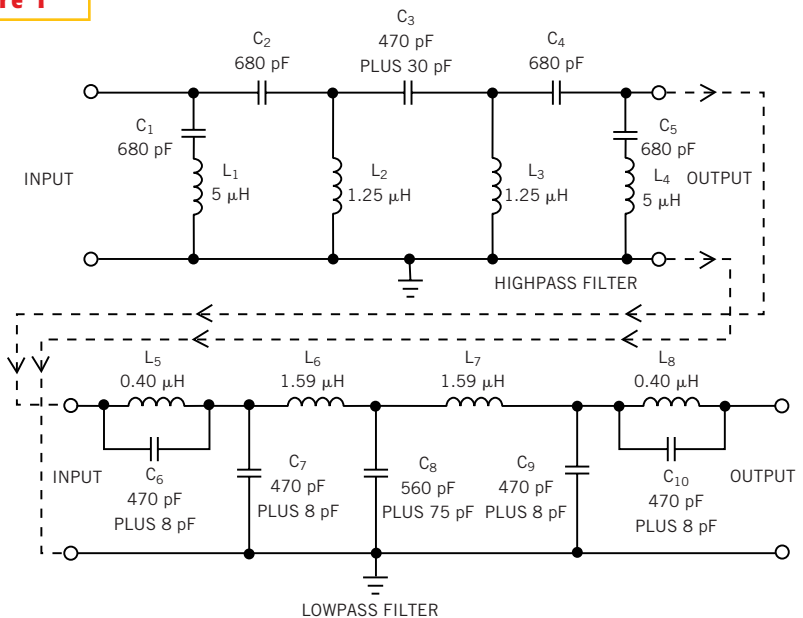 C2
680 pF
C3
470 pF
PLUS 30 pF
C4
680 pF
C1
680 pF
INPUT
L1
5 μH
L2
1.25 μH
L3
1.25 μH
C5
680 pF
L4
5 μH
OUTPUT
HIGHPASS FILTER
L5
0.40 μH
L6
1.59 μH
L7
1.59 μH
L8
0.40 μH
INPUT
C6
470 pF
PLUS 8 pF
C7
470 pF
PLUS 8 pF
C8
560 pF
PLUS 75 pF
C9
470 pF
PLUS 8 pF
C10
470 pF
PLUS 8 pF
OUTPUT
LOWPASS FILTER